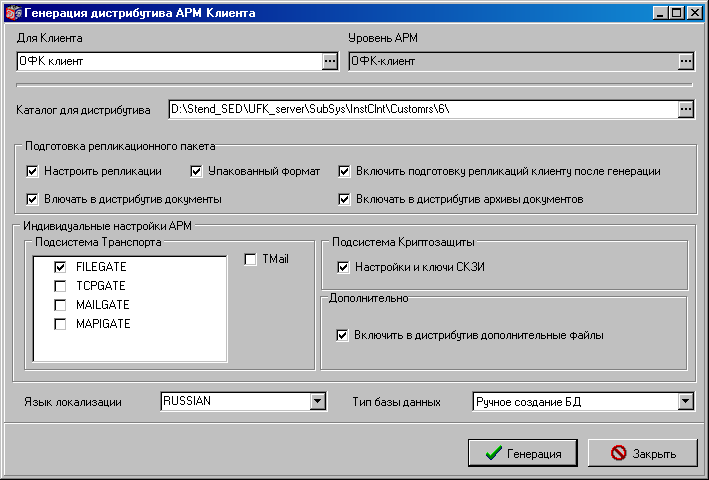 Генерация дистрибутива АРМ Клиента
Для Клиента Уровень АРМ
ОФК клиент ... ОФК-клиент ...
Каталог для дистрибутива D:\Stend_SED\UFK_server\SubSys\InstClnt\Customrs\6\ ...
Подготовка репликационного пакета
Настроить репликации Упакованный формат Включить подготовку репликаций клиенту после генерации
Влючать в дистрибутив документы Включать в дистрибутив архивы документов
Индивидуальные настройки АРМ
Подсистема Транспорта Подсистема Криптозащиты
FILEGATE TMail Настройки и ключи СКЗИ
TCPGATE
MAILGATE Дополнительно
MAPIGATE
Включить в дистрибутив дополнительные файлы
Язык локализации RUSSIAN Тип базы данных Ручное создание БД
Генерация Закрыть